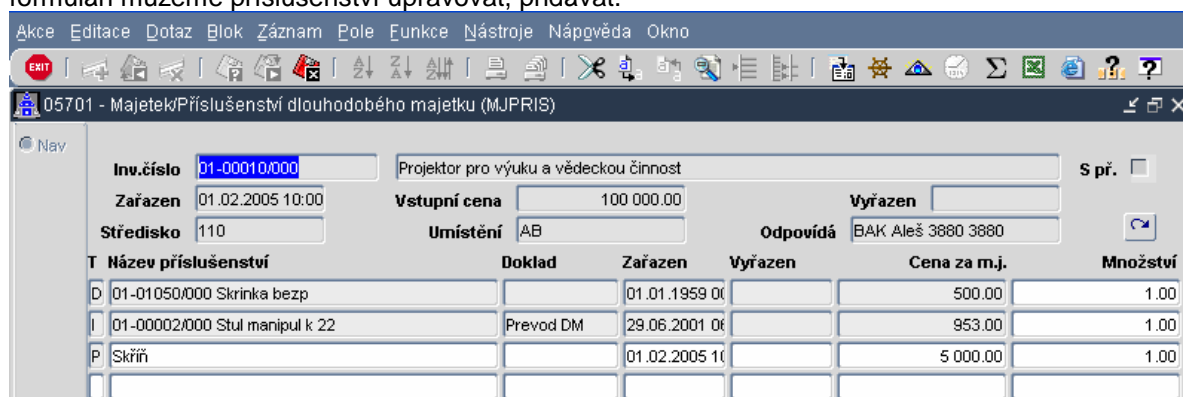 formuláři můžeme příslušenství upravovat, přidávat.
Akce Editace Dotaz Blok Záznam Pole Funkce Nástroje Nápověda Okno
EXIT
05701 - Majetek/Příslušenství dlouhodobého majetku (MJPRIS)
Nav
Inv.číslo 01-00010/000 Projektor pro výuku a vědeckou činnost S př.
Zařazen 01.02.2005 10:00 Vstupní cena 100 000.00 Vyřazen
Středisko 110 Umístění AB Odpovídá BAK Aleš 3880 3880
T Název příslušenství Doklad Zařazen Vyřazen Cena za m.j. Množství
D 01-01050/000 Skrinka bezp 01.01.1959 00 500.00 1.00
I 01-00002/000 Stul manipul k 22 Prevod DM 29.06.2001 06 953.00 1.00
P Skříň 01.02.2005 10 5 000.00 1.00